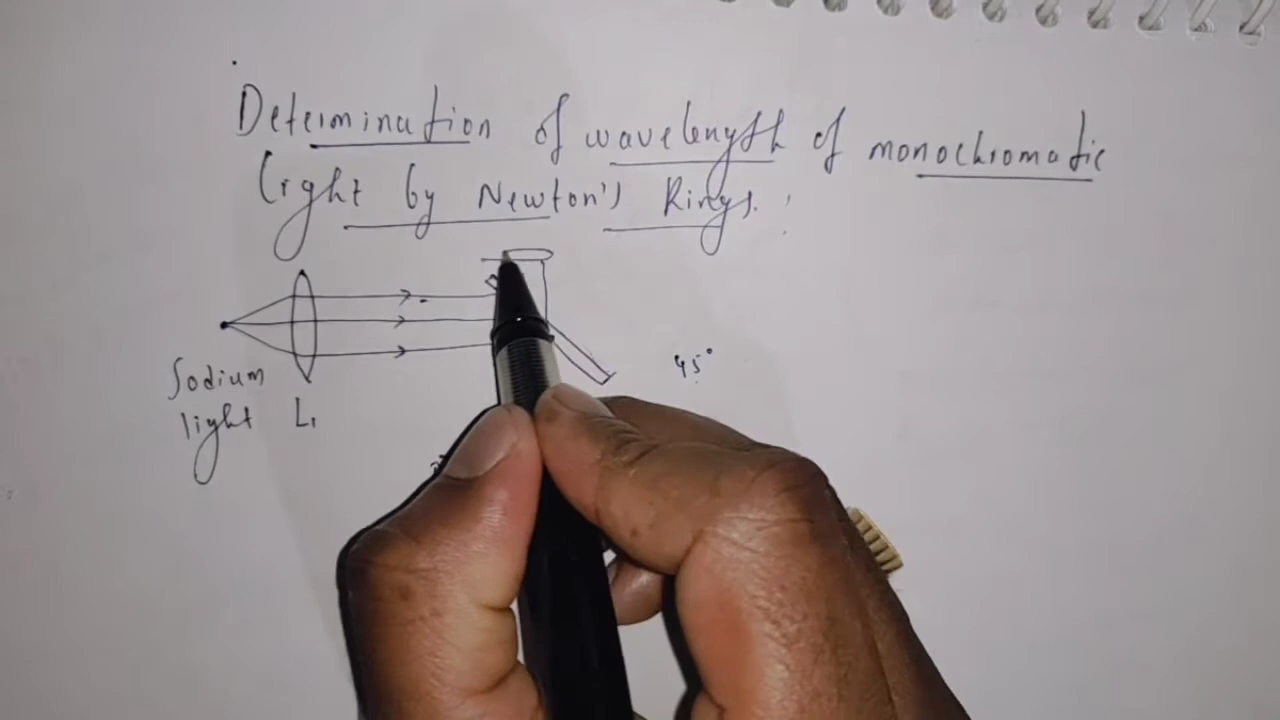 Determination of wavelength of monochromatic
light by Newton's Rings.
45°
Sodium
light L₁